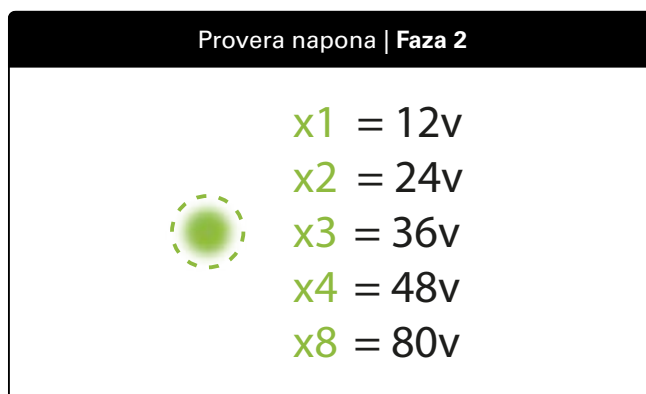 Provera napona | Faza 2
x1 = 12v
x2 = 24v
x3 = 36v
x4 = 48v
x8 = 80v